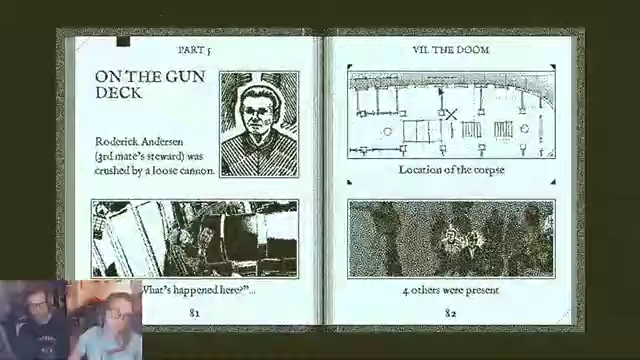 PART 5
ON THE GUN
DECK
Roderick Andersen
(3rd mate's steward) was
crushed by a loose cannon.
What's happened here?"...
81
VII. THE DOOM
Location of the corpse
4 others were present
82